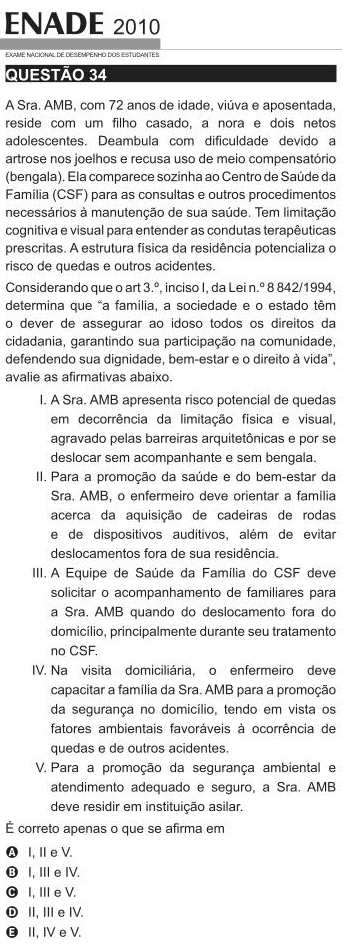 ENADE 2010
EXAME NACIONAL DE DESEMPENHO DOS ESTUDANTES
QUESTÃO 34
A Sra. AMB, com 72 anos de idade, viúva e aposentada,
reside com um filho casado, a nora e dois netos
adolescentes. Deambula com dificuldade devido a
artrose nos joelhos e recusa uso de meio compensatório
(bengala). Ela comparece sozinha ao Centro de Saúde da
Família (CSF) para as consultas e outros procedimentos
necessários à manutenção de sua saúde. Tem limitação
cognitiva e visual para entender as condutas terapêuticas
prescritas. A estrutura física da residência potencializa o
risco de quedas e outros acidentes.
Considerando que o art 3.º, inciso I, da Lei n.º 8 842/1994,
determina que “a família, a sociedade e o estado têm
o dever de assegurar ao idoso todos os direitos da
cidadania, garantindo sua participação na comunidade,
defendendo sua dignidade, bem-estar e o direito à vida”,
avalie as afirmativas abaixo.
I. A Sra. AMB apresenta risco potencial de quedas
em decorrência da limitação física e visual,
agravado pelas barreiras arquitetônicas e por se
deslocar sem acompanhante e sem bengala.
II. Para a promoção da saúde e do bem-estar da
Sra. AMB, o enfermeiro deve orientar a família
acerca da aquisição de cadeiras de rodas
e de dispositivos auditivos, além de evitar
deslocamentos fora de sua residência.
III. A Equipe de Saúde da Família do CSF deve
solicitar o acompanhamento de familiares para
a Sra. AMB quando do deslocamento fora do
domicílio, principalmente durante seu tratamento
no CSF.
IV. Na visita domiciliária, o enfermeiro deve
capacitar a família da Sra. AMB para a promoção
da segurança no domicílio, tendo em vista os
fatores ambientais favoráveis à ocorrência de
quedas e de outros acidentes.
V. Para a promoção da segurança ambiental e
atendimento adequado e seguro, a Sra. AMB
deve residir em instituição asilar.
É correto apenas o que se afirma em
A I, II e V.
B I, III e IV.
C I, III e V.
D II, III e IV.
E II, IV e V.